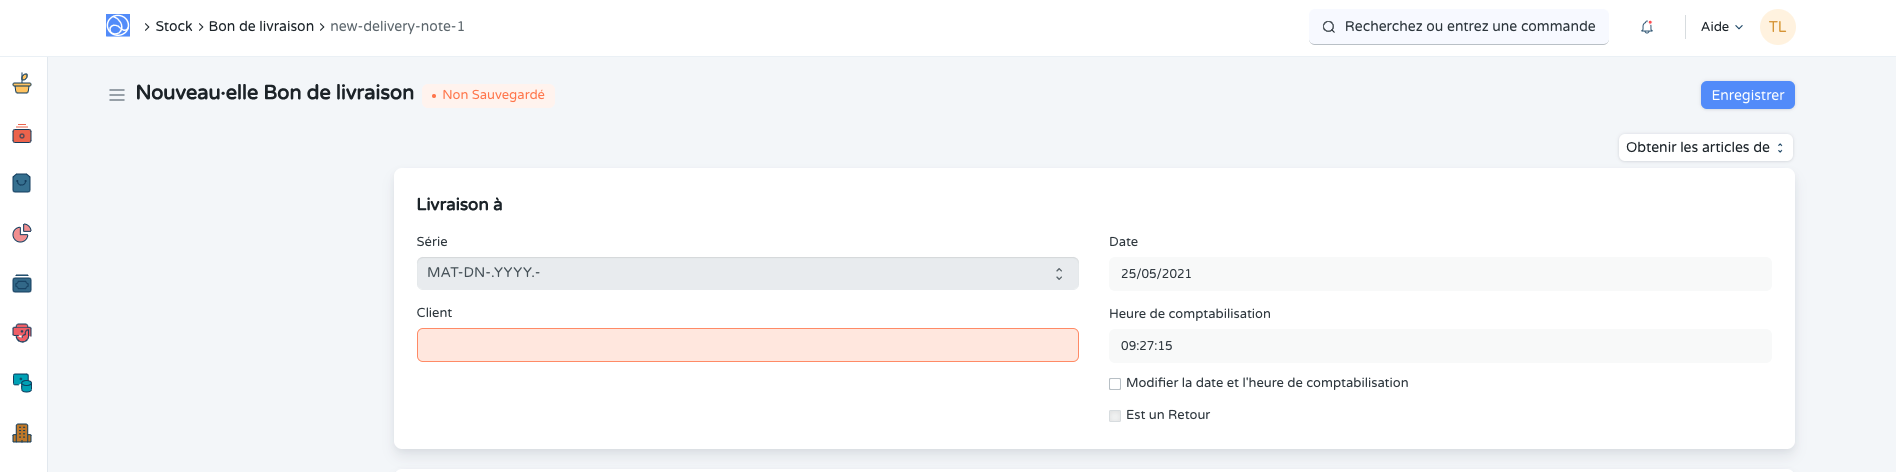 Stock Bon de livraison new-delivery-note-1
Recherchez ou entrez une commande
Aide
TL
Nouveau·elle Bon de livraison
Non Sauvegardé
Enregistrer
Obtenir les articles de
Livraison à
Série
MAT-DN-.YYYY.-
Client
Date
25/05/2021
Heure de comptabilisation
09:27:15
Modifier la date et l'heure de comptabilisation
Est un Retour